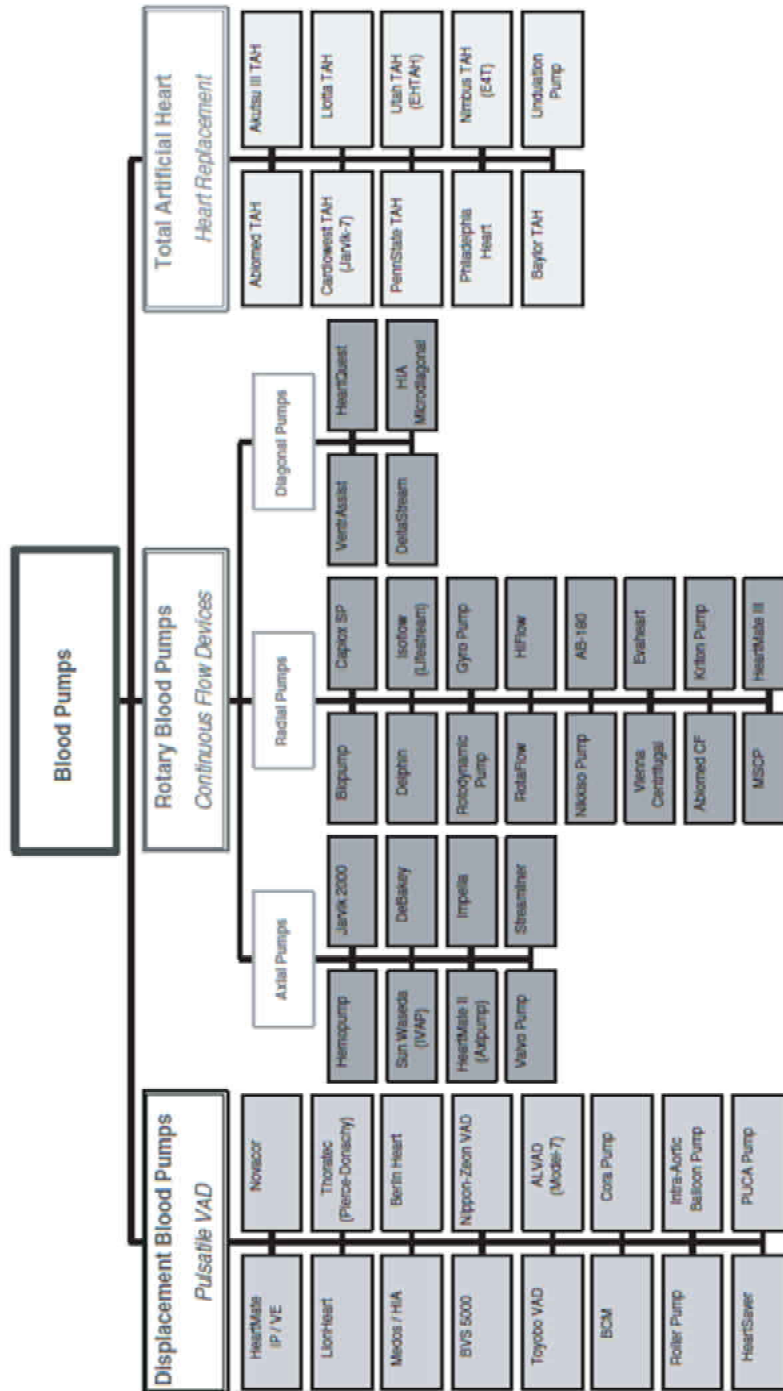 Blood Pumps
Displacement Blood Pumps
Pulsatile VAD
HeartMate
IP / VE
Novacor
LionHeart
Thoratec
(Pierce-Donachy)
Medos / HIA
Berlin Heart
BVS 5000
Nippon-Zeon VAD
Toyobo VAD
ALVAD
(Model-7)
BCM
Cora Pump
Roller Pump
Intra-Aortic
Balloon Pump
HeartSaver
PUCA Pump
Rotary Blood Pumps
Continuous Flow Devices
Axial Pumps
Hemopump
Jarvik 2000
Sun Waseda
(IVAP)
DeBakey
HeartMate II
(Axipump)
Impella
Valvo Pump
Streamliner
Radial Pumps
Biopump
Capiox SP
Delphin
Isoflow
(Lifestream)
Rotodynamic
Pump
Gyro Pump
RotaFlow
HiFlow
Nikkiso Pump
AB-180
Vienna
Centrifugal
Evaheart
Abiomed CF
Kriton Pump
MSCP
HeartMate III
Diagonal Pumps
VentrAssist
HeartQuest
DeltaStream
HIA
Microdiagonal
Total Artificial Heart
Heart Replacement
Abiomed TAH
Akutsu III TAH
Cardiowest TAH
(Jarvik-7)
Liotta TAH
PennState TAH
Utah TAH
(EHTAH)
Philadelphia
Heart
Nimbus TAH
(E4T)
Baylor TAH
Undulation
Pump